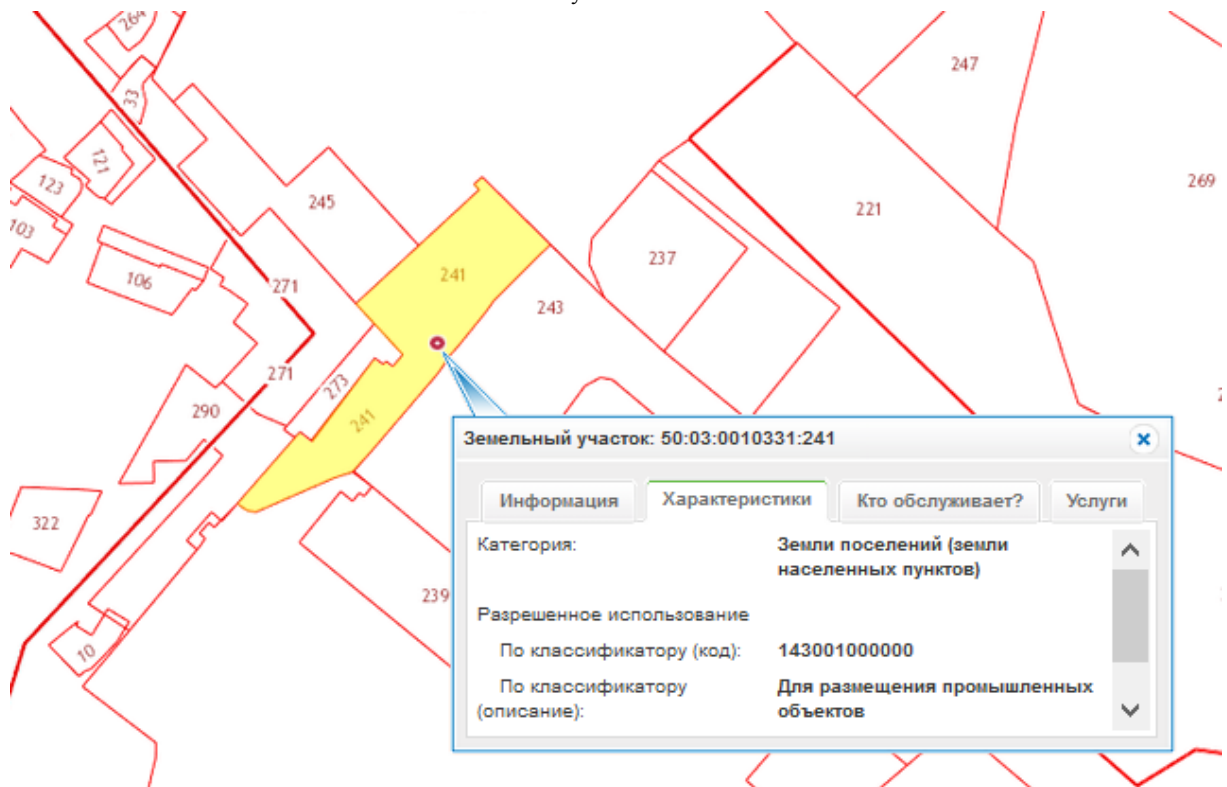 264
247
33
121
123
269
245
221
103
237
106
241
271
243
271
273
290
241
Земельный участок: 50:03:0010331:241
Информация
Характеристики
Кто обслуживает?
Услуги
322
Категория:
Земли поселений (земли
населенных пунктов)
239
Разрешенное использование
По классификатору (код):
143001000000
10
По классификатору
(описание):
Для размещения промышленных
объектов